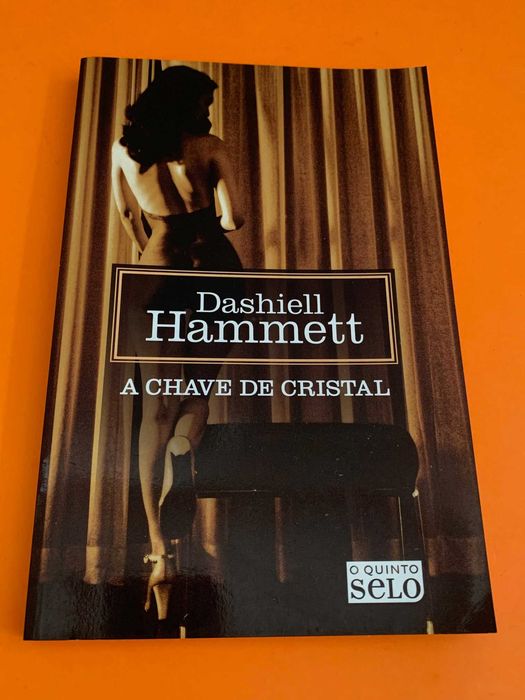 Dashiell
Hammett
A CHAVE DE CRISTAL
O QUINTO
SELO